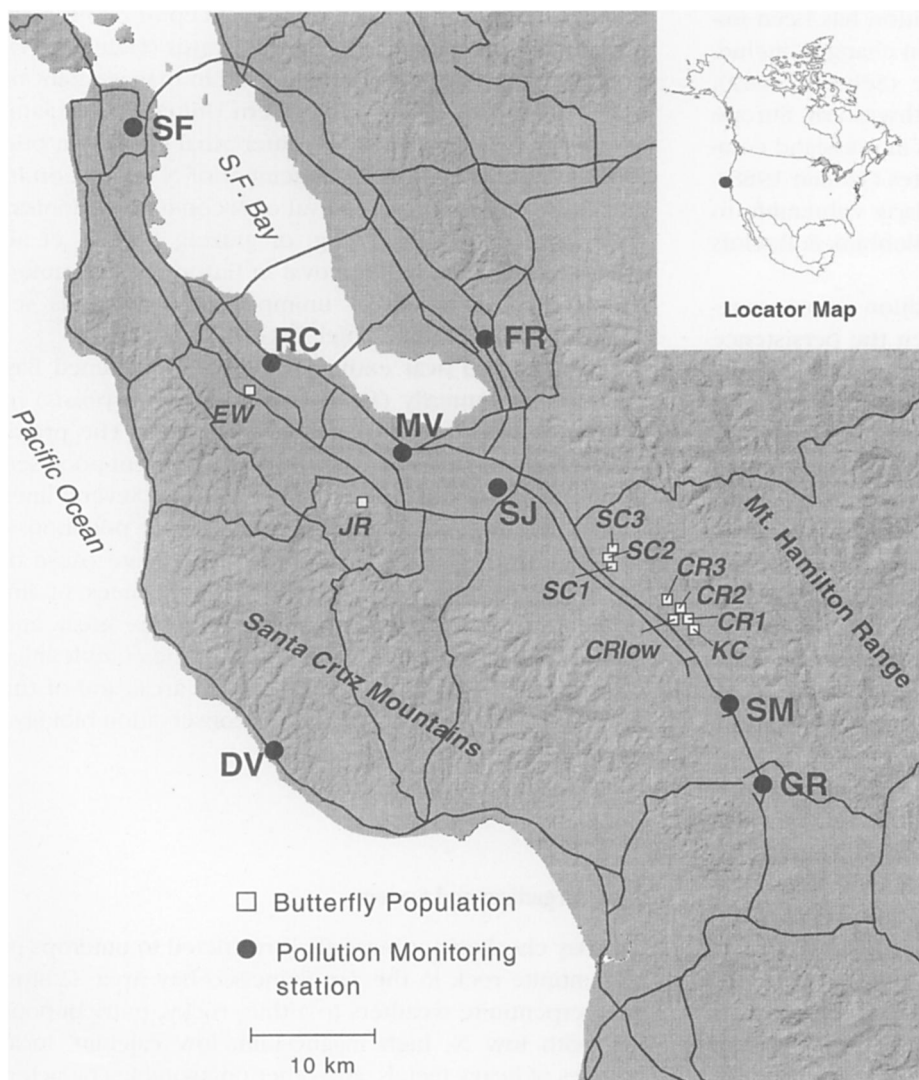 SF
S.F. Bay
Locator Map
RC
FR
EW
MV
Pacific Ocean
SJ
JR
Mt. Hamilton Range
SC3
SC2
SC1
CR3
CR2
CR1
CRlow
KC
Santa Cruz Mountains
SM
DV
GR
Butterfly Population
Pollution Monitoring
station
10 km